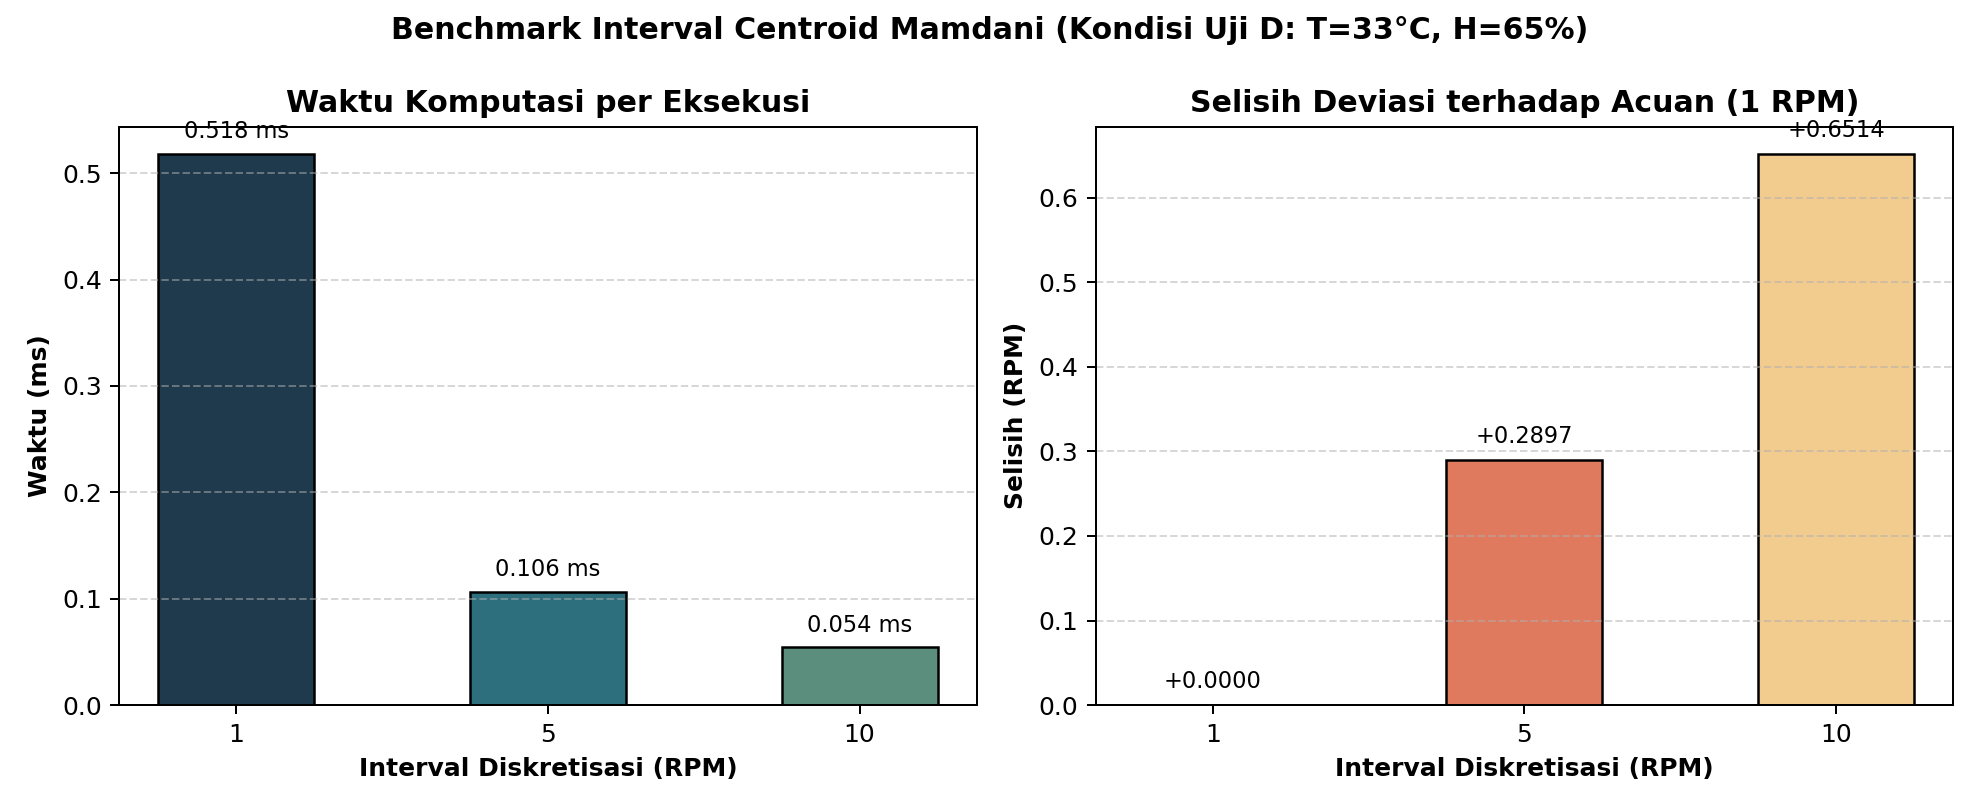 Benchmark Interval Centroid Mamdani (Kondisi Uji D: T=33°C, H=65%)
Waktu Komputasi per Eksekusi
0.518 ms
0.106 ms
0.054 ms
0.5
0.4
0.3
0.2
0.1
0.0
Waktu (ms)
1
5
10
Interval Diskretisasi (RPM)
Selisih Deviasi terhadap Acuan (1 RPM)
+0.0000
+0.2897
+0.6514
0.6
0.5
0.4
0.3
0.2
0.1
0.0
Selisih (RPM)
1
5
10
Interval Diskretisasi (RPM)